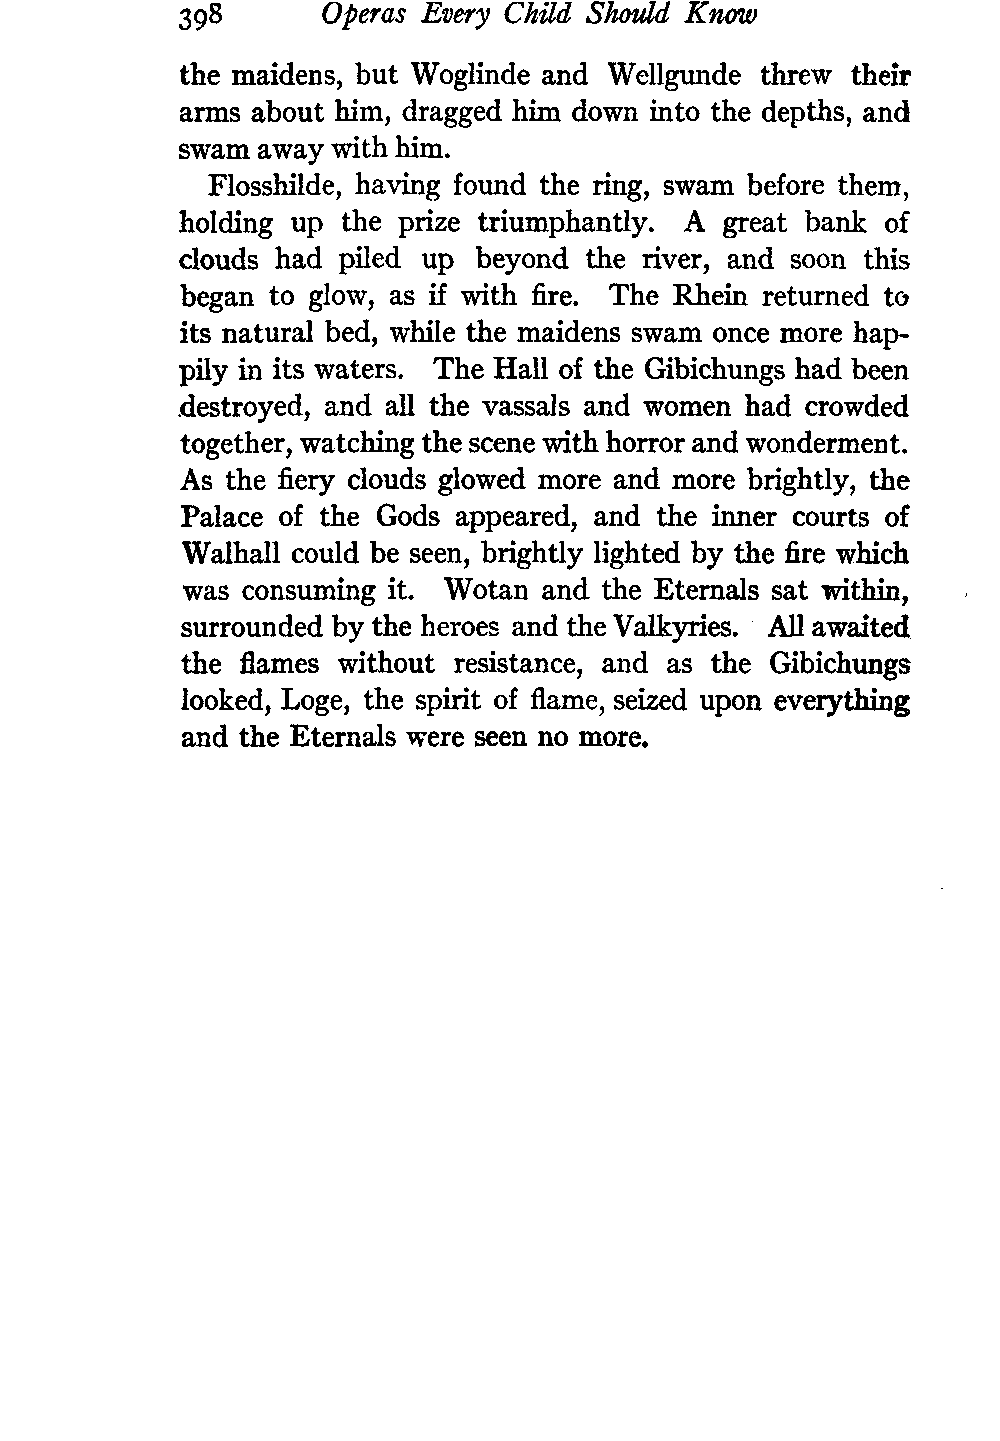 398 Operas Every Child Should Know
the maidens, but Woglinde and Wellgunde threw their
arms about him, dragged him down into the depths, and
swam away with him.
Flosshilde, having found the ring, swam before them,
holding up the prize triumphantly. A great bank of
clouds had piled up beyond the river, and soon this
began to glow, as if with fire. The Rhein returned to
its natural bed, while the maidens swam once more hap-
pily in its waters. The Hall of the Gibichungs had been
destroyed, and all the vassals and women had crowded
together, watching the scene with horror and wonderment.
As the fiery clouds glowed more and more brightly, the
Palace of the Gods appeared, and the inner courts of
Walhall could be seen, brightly lighted by the fire which
was consuming it. Wotan and the Eternals sat within,
surrounded by the heroes and the Valkyries. All awaited
the flames without resistance, and as the Gibichungs
looked, Loge, the spirit of flame, seized upon everything
and the Eternals were seen no more.